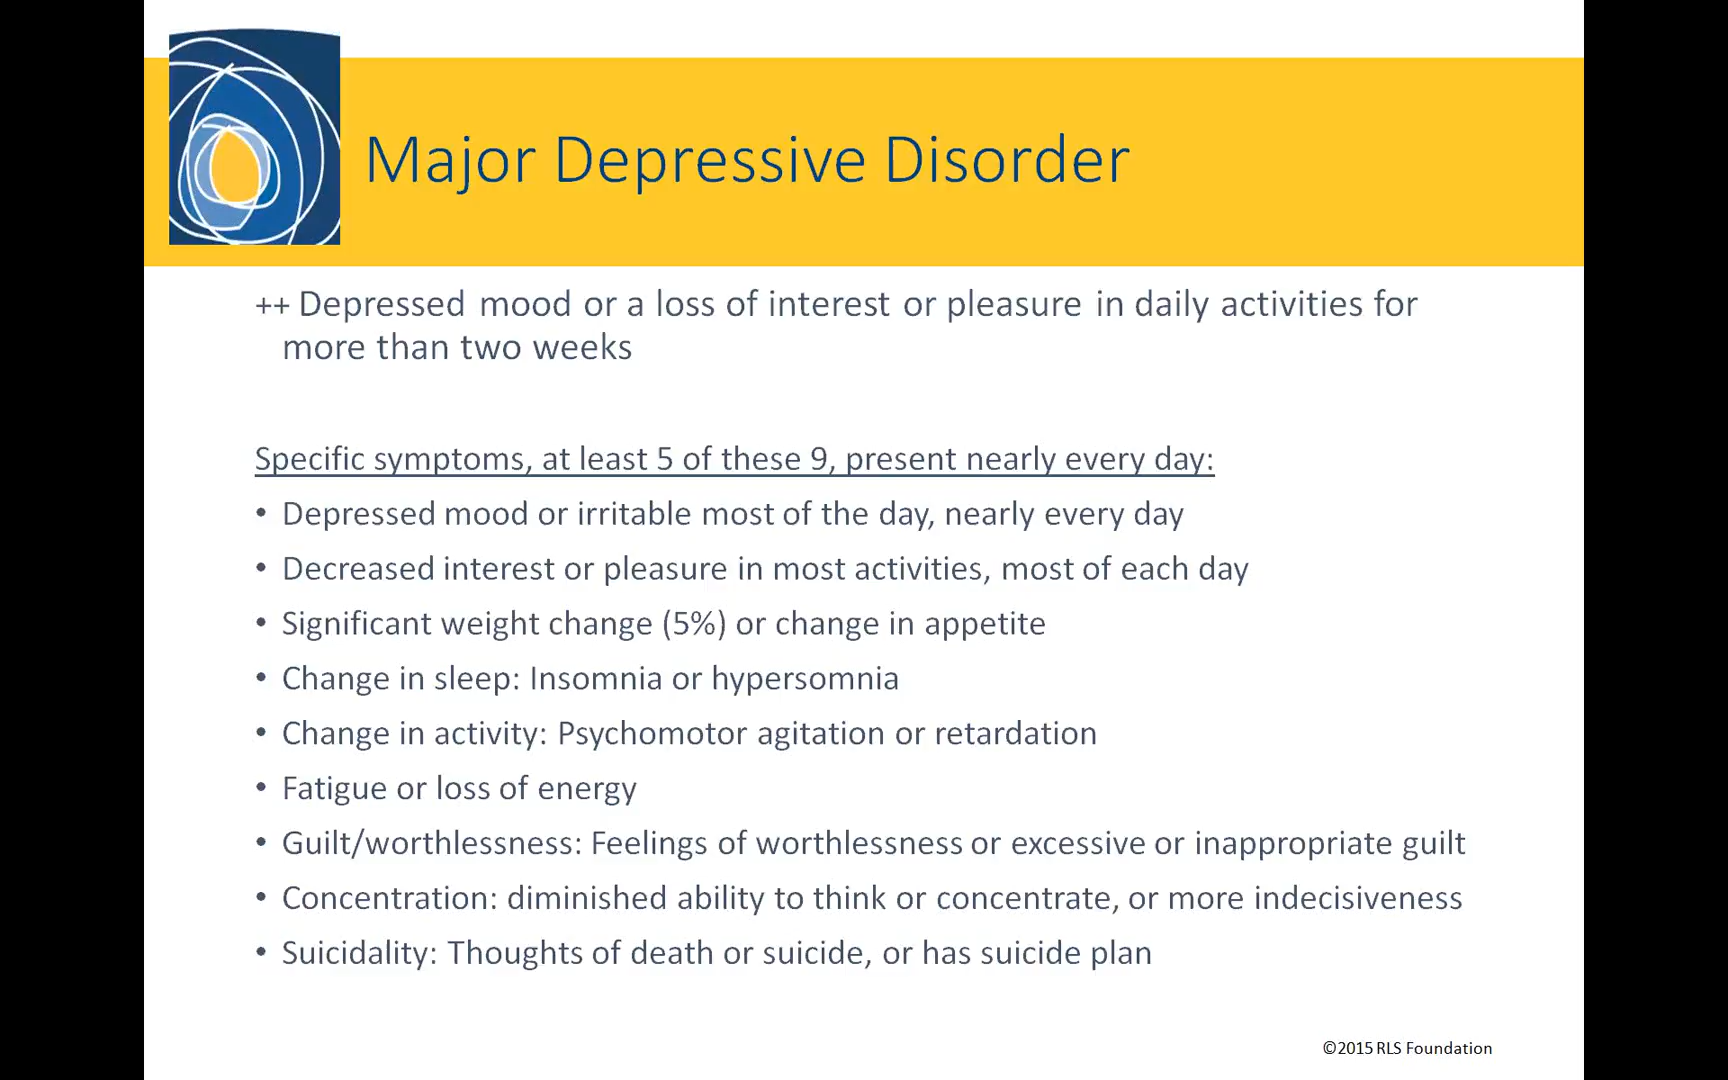 Major Depressive Disorder
++ Depressed mood or a loss of interest or pleasure in daily activities for
more than two weeks
Specific symptoms, at least 5 of these 9, present nearly every day:
• Depressed mood or irritable most of the day, nearly every day
• Decreased interest or pleasure in most activities, most of each day
• Significant weight change (5%) or change in appetite
• Change in sleep: Insomnia or hypersomnia
• Change in activity: Psychomotor agitation or retardation
• Fatigue or loss of energy
• Guilt/worthlessness: Feelings of worthlessness or excessive or inappropriate guilt
• Concentration: diminished ability to think or concentrate, or more indecisiveness
• Suicidality: Thoughts of death or suicide, or has suicide plan
©2015 RLS Foundation